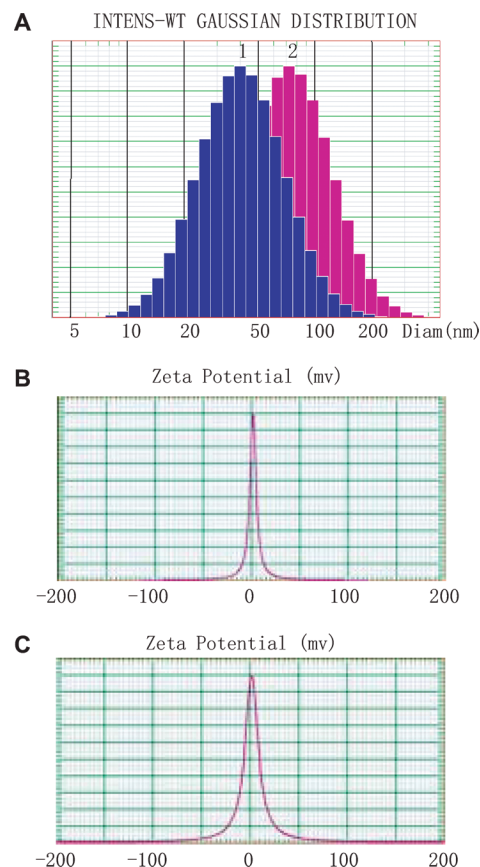 A INTENS-WT GAUSSIAN DISTRIBUTION
1 2
5 10 20 50 100 200 Diam(nm)
B Zeta Potential (mv)
-200 -100 0 100 200
C Zeta Potential (mv)
-200 -100 0 100 200